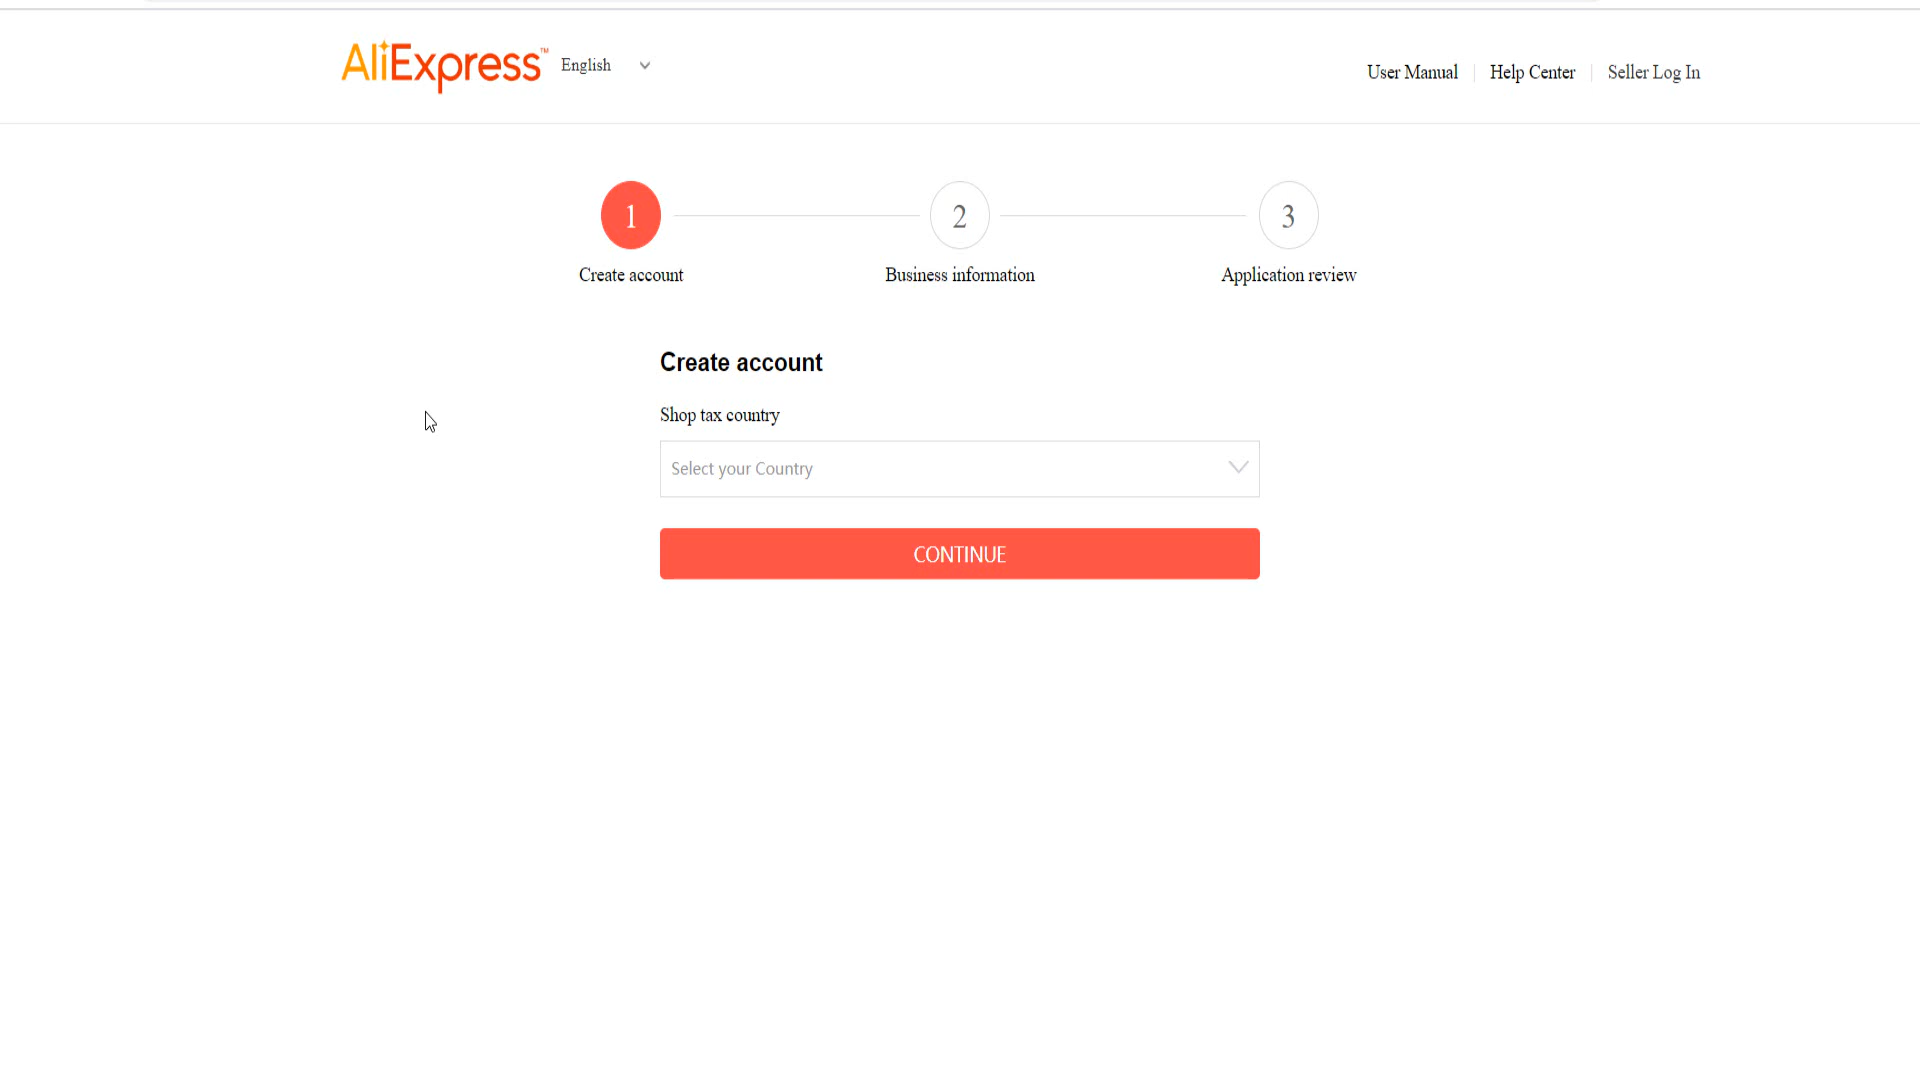 AliExpress™ English
User Manual Help Center Seller Log In
1 2 3
Create account Business information Application review
Create account
Shop tax country
Select your Country
CONTINUE